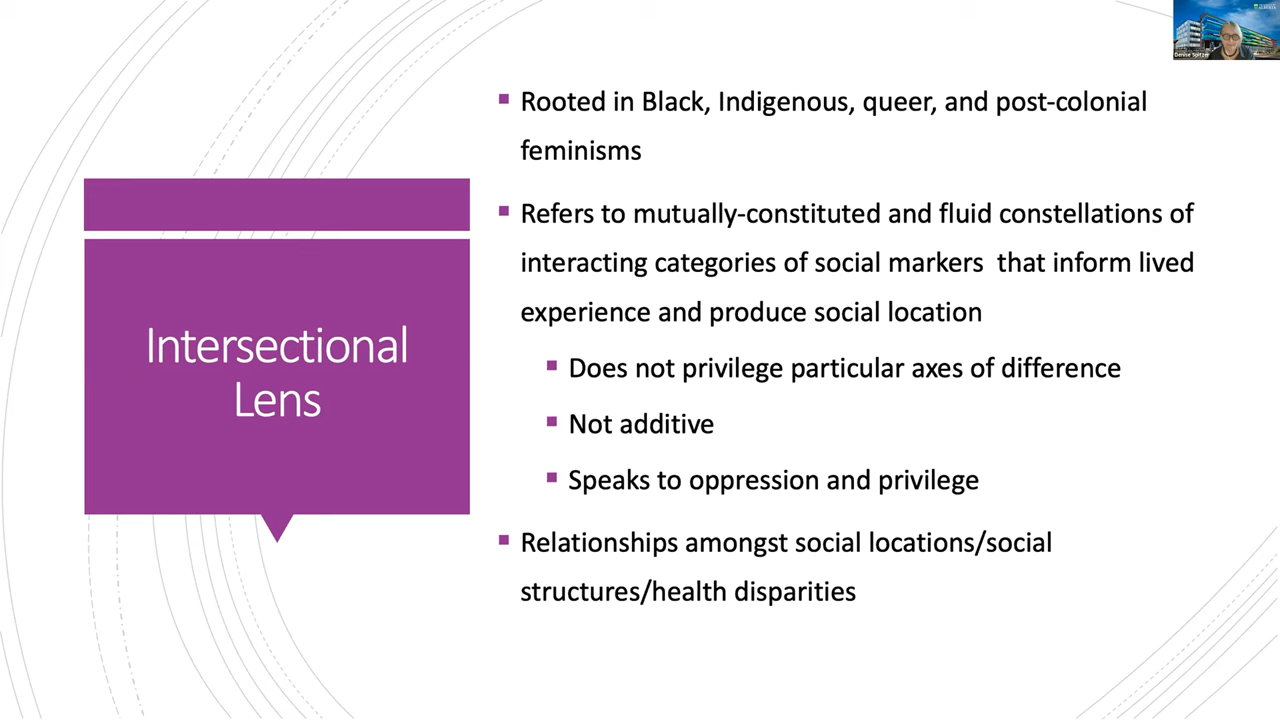 Intersectional
Lens
Rooted in Black, Indigenous, queer, and post-colonial
feminisms
Refers to mutually-constituted and fluid constellations of
interacting categories of social markers  that inform lived
experience and produce social location
Does not privilege particular axes of difference
Not additive
Speaks to oppression and privilege
Relationships amongst social locations/social
structures/health disparities
Denise Spitzer